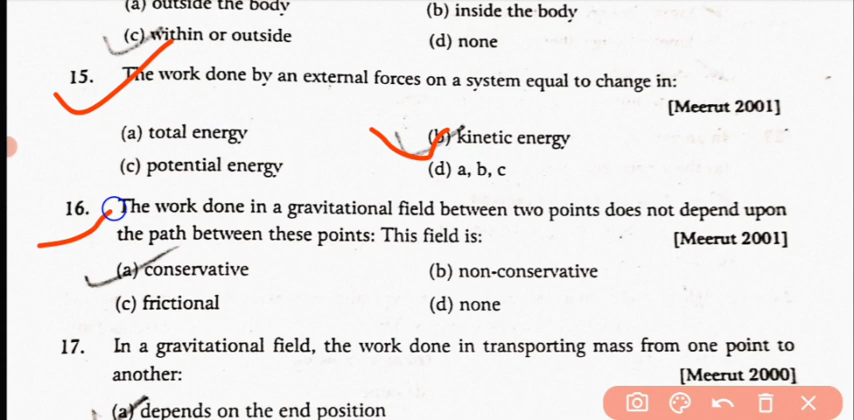 (a) outside the body
(b) inside the body
(c) within or outside
(d) none
15. The work done by an external forces on a system equal to change in:
[Meerut 2001]
(a) total energy
(b) kinetic energy
(c) potential energy
(d) a, b, c
16. The work done in a gravitational field between two points does not depend upon
the path between these points: This field is:
[Meerut 2001]
(a) conservative
(b) non-conservative
(c) frictional
(d) none
17. In a gravitational field, the work done in transporting mass from one point to
another:
[Meerut 2000]
(a) depends on the end position